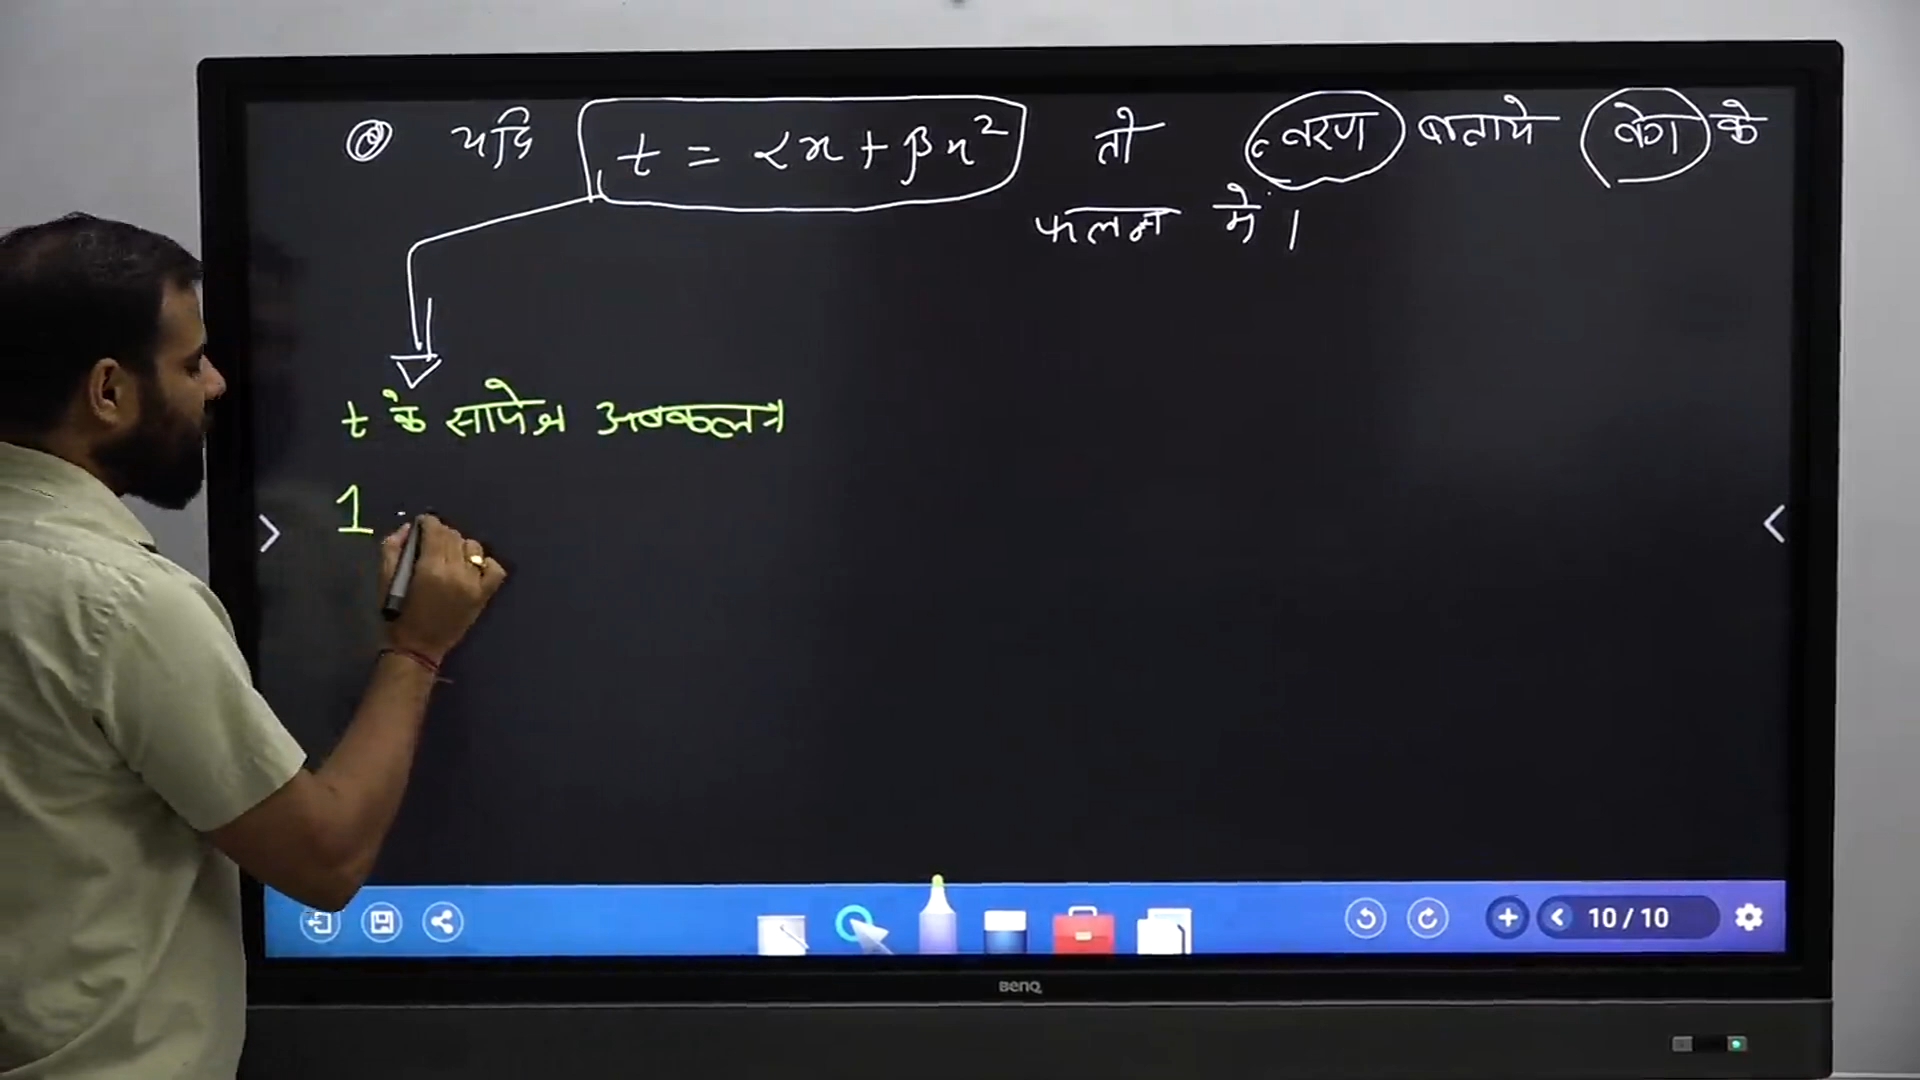 यदि t = αx + βx² तो त्वरण बताये वेग के
फलन में ।
t के सापेक्ष अवकलन
1
10 / 10
BenQ